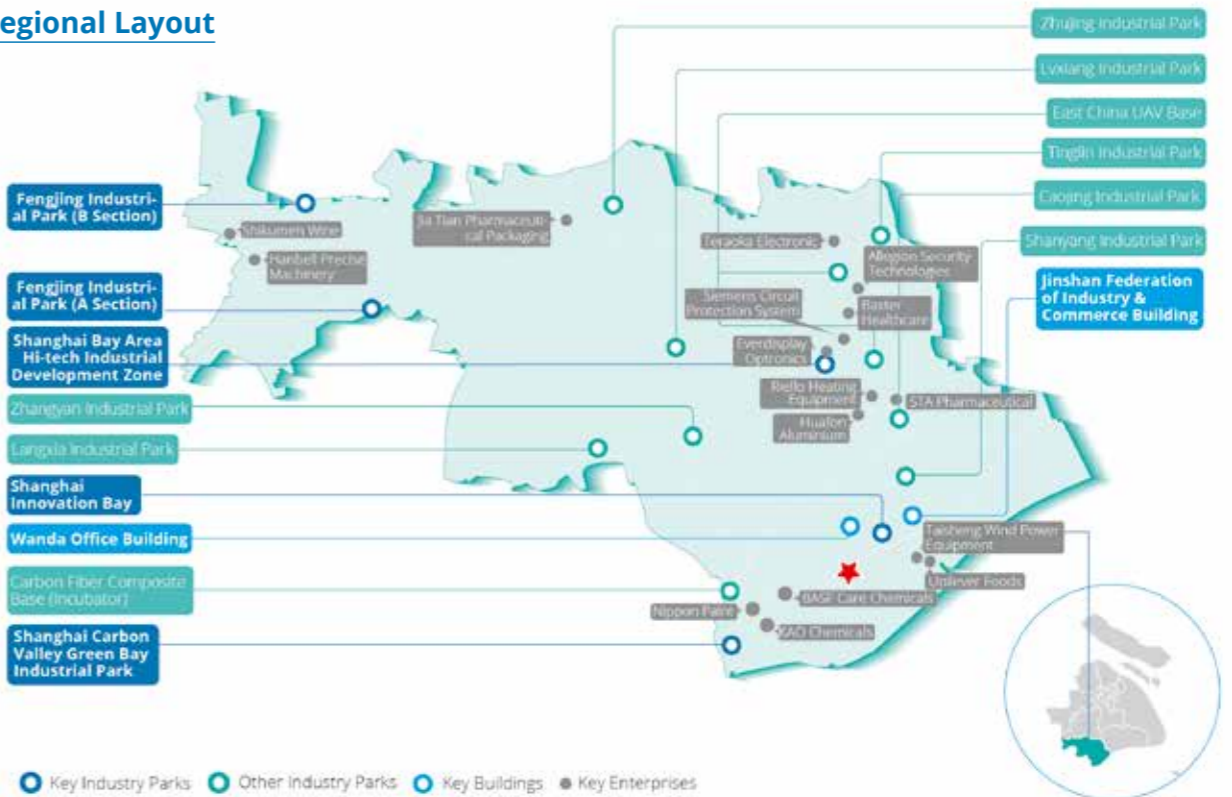 egional Layout
Zhujing Industrial Park
Lvxiang Industrial Park
East China UAV Base
Tinglin Industrial Park
Caojing Industrial Park
Shanyang Industrial Park
Jinshan Federation
of Industry &
Commerce Building
Fengjing Industri-
al Park (B Section)
Shikumen Wine
Hanbell Precise
Machinery
Jia Tian Pharmaceuti-
cal Packaging
Teraoka Electronic
Allegion Security
Technologies
Siemens Circuit
Protection System
Baxter
Healthcare
Fengjing Industri-
al Park (A Section)
Shanghai Bay Area
Hi-tech Industrial
Development Zone
Everdisplay
Optronics
Riello Heating
Equipment
STA Pharmaceutical
Huafon
Aluminium
Zhangyan Industrial Park
Langxia Industrial Park
Shanghai
Innovation Bay
Wanda Office Building
Taisheng Wind Power
Equipment
Unilever Foods
Carbon Fiber Composite
Base (Incubator)
BASF Care Chemicals
Nippon Paint
KAO Chemicals
Shanghai Carbon
Valley Green Bay
Industrial Park
Key Industry Parks
Other Industry Parks
Key Buildings
Key Enterprises